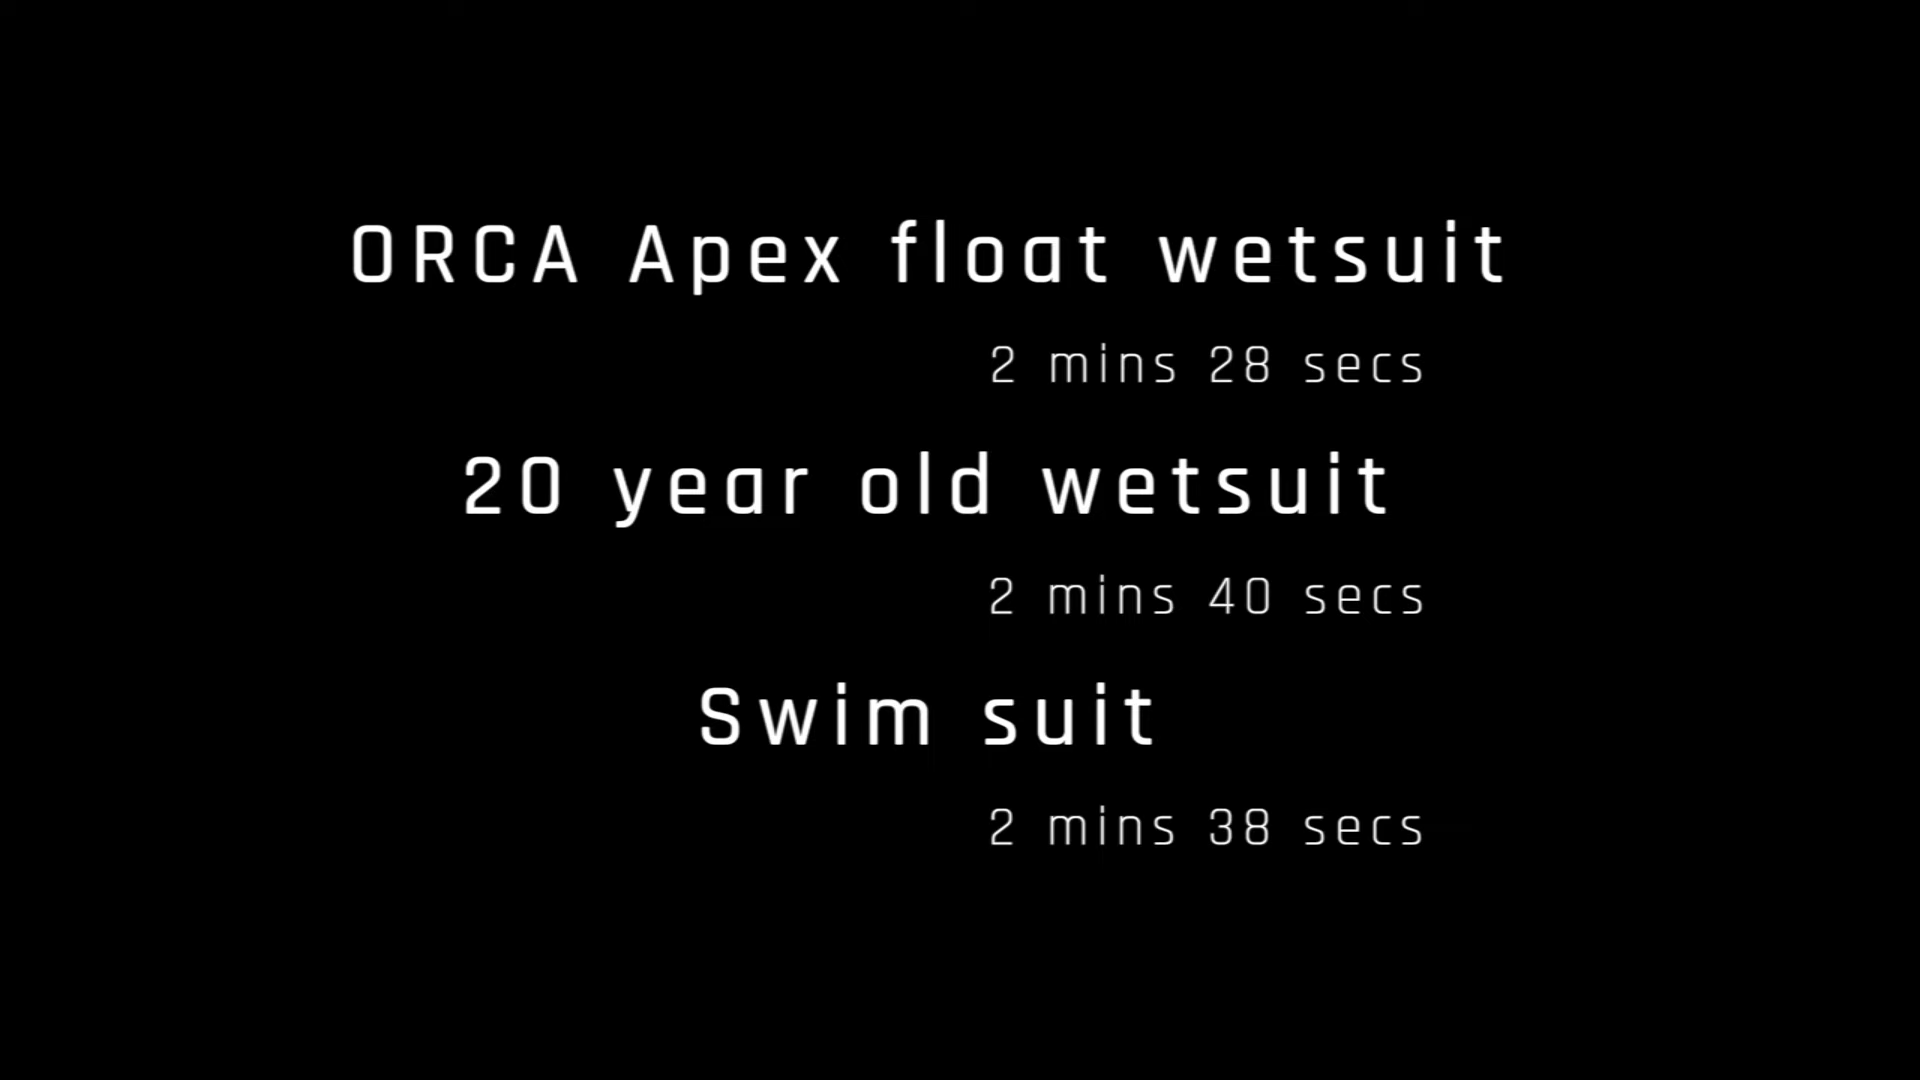 ORCA Apex float wetsuit
2 mins 28 secs
20 year old wetsuit
2 mins 40 secs
Swim suit
2 mins 38 secs